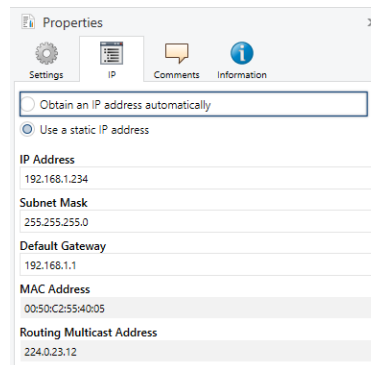 Properties
Settings IP Comments Information
Obtain an IP address automatically
Use a static IP address
IP Address
192.168.1.234
Subnet Mask
255.255.255.0
Default Gateway
192.168.1.1
MAC Address
00:50:C2:55:40:05
Routing Multicast Address
224.0.23.12